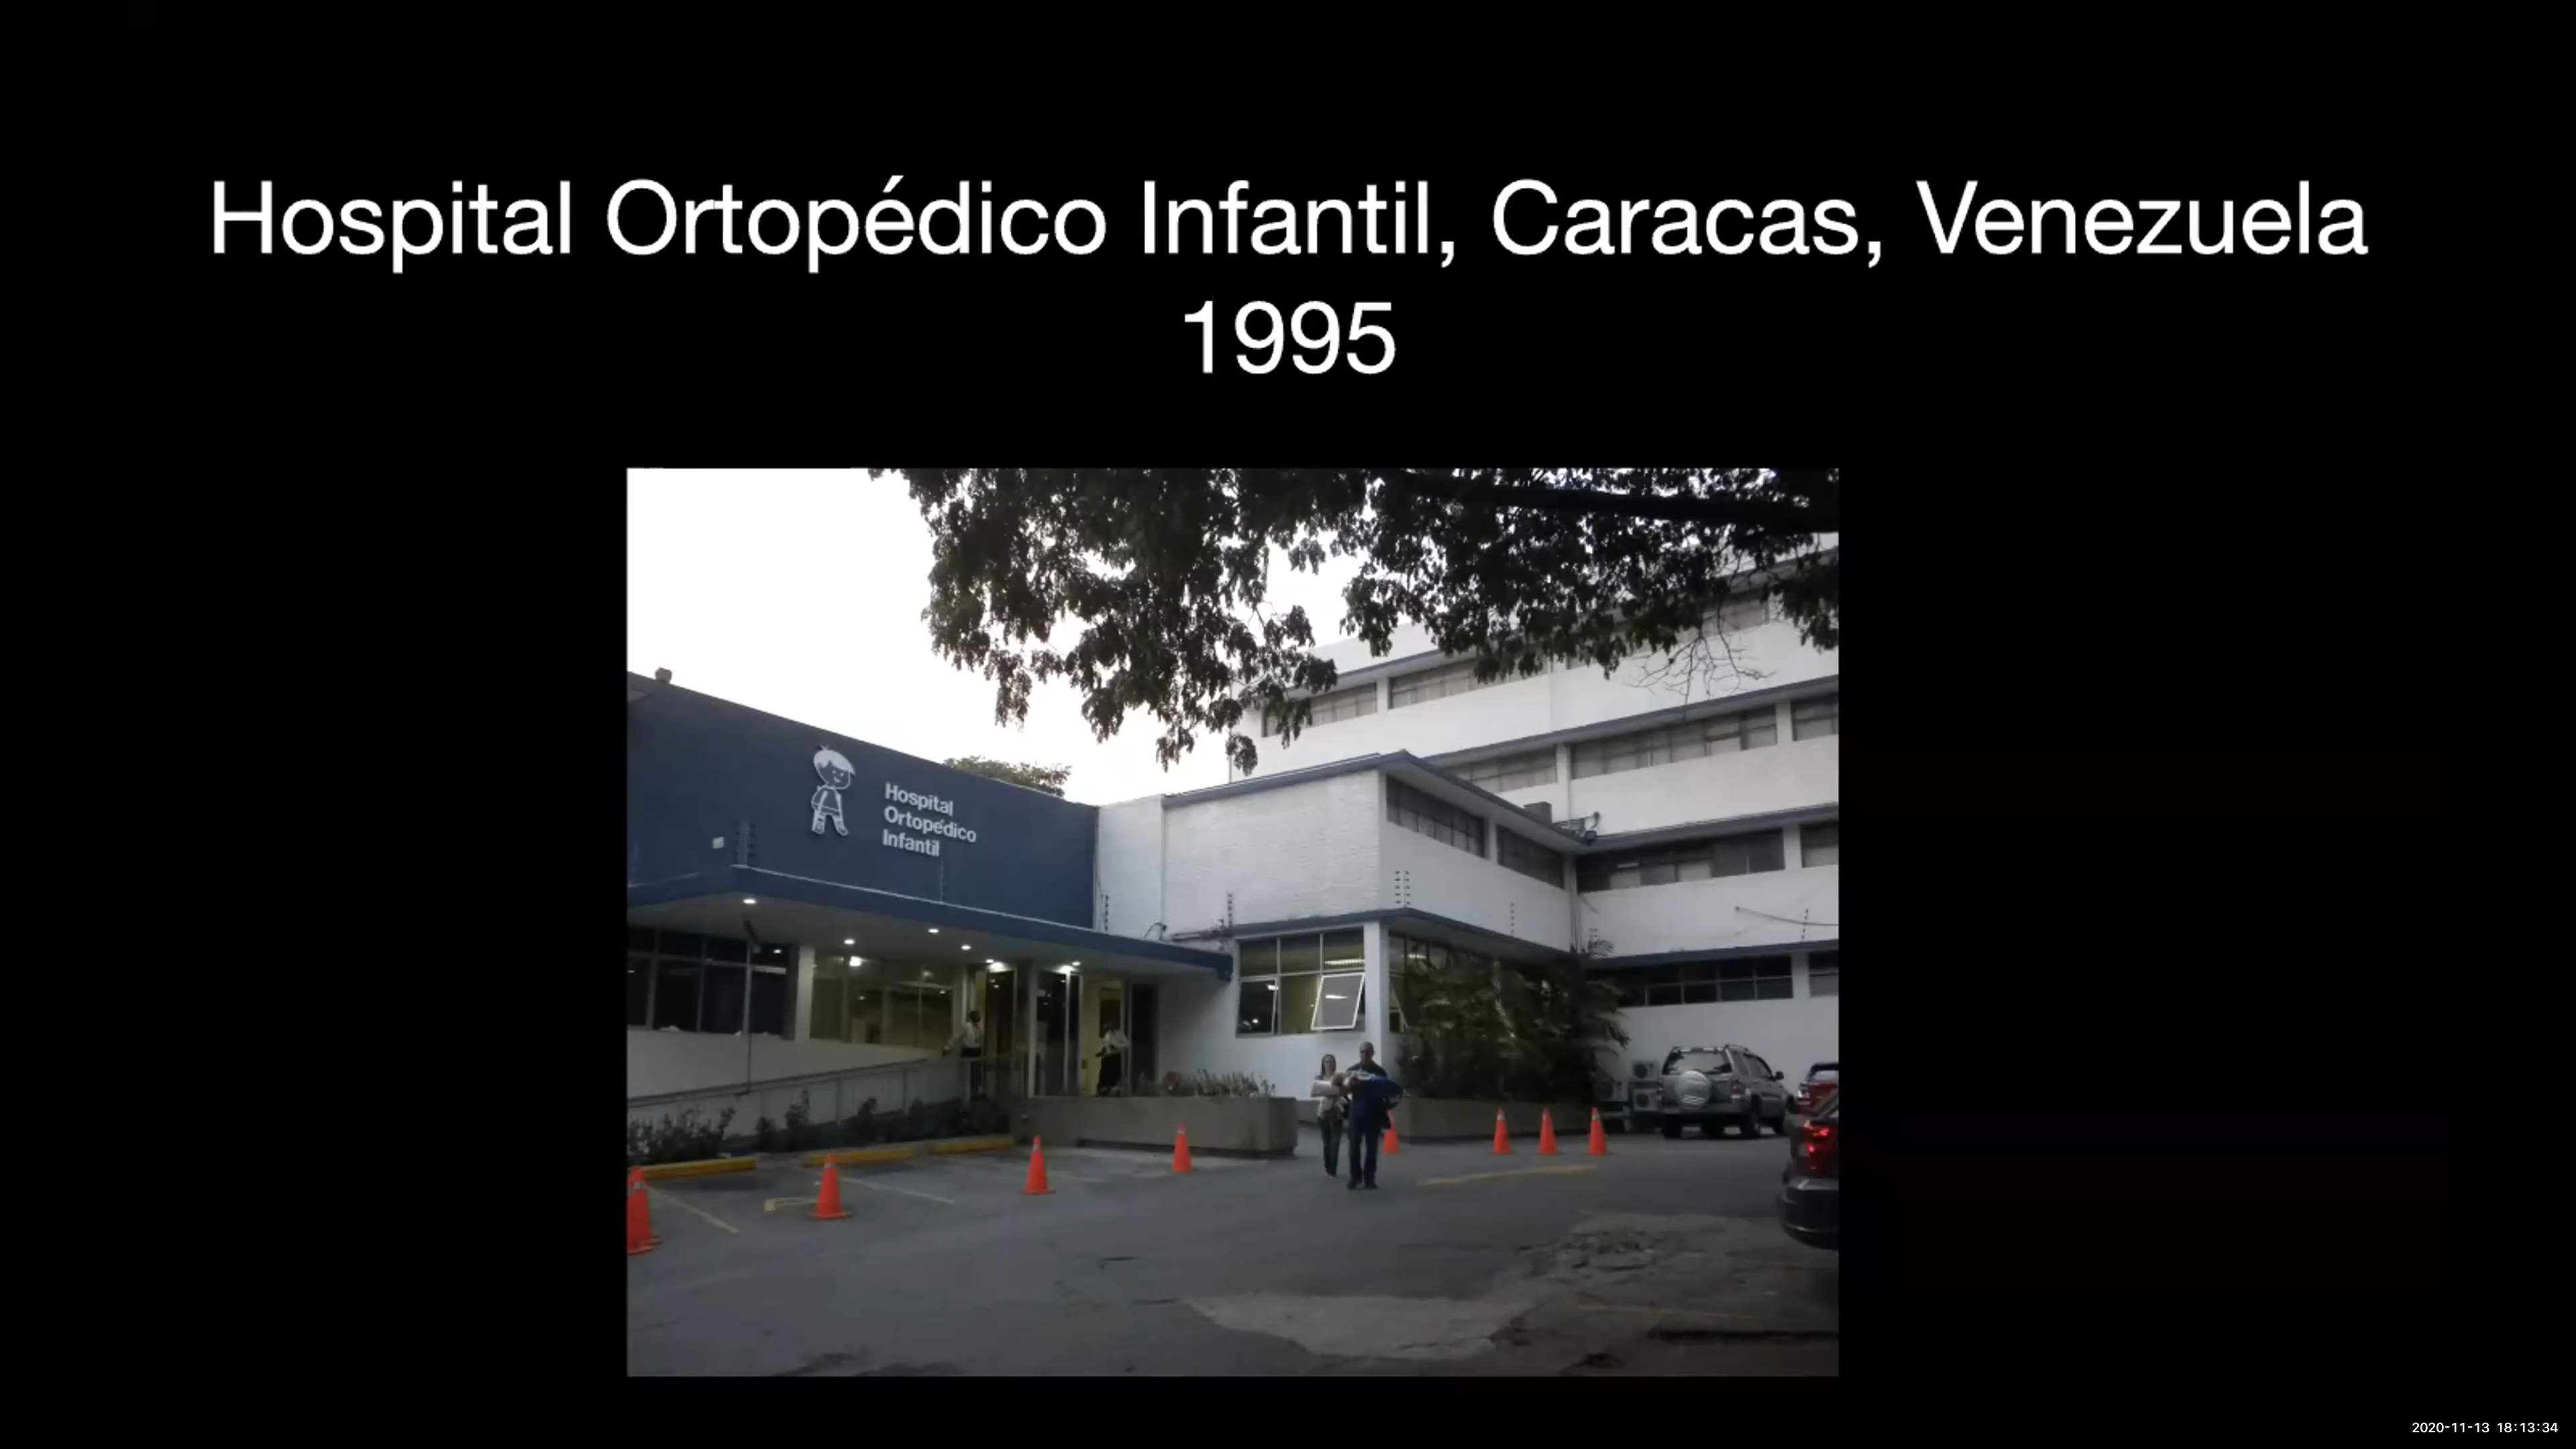 Hospital Ortopédico Infantil, Caracas, Venezuela
1995
Hospital
Ortopédico
Infantil
2020-11-13 18:13:34